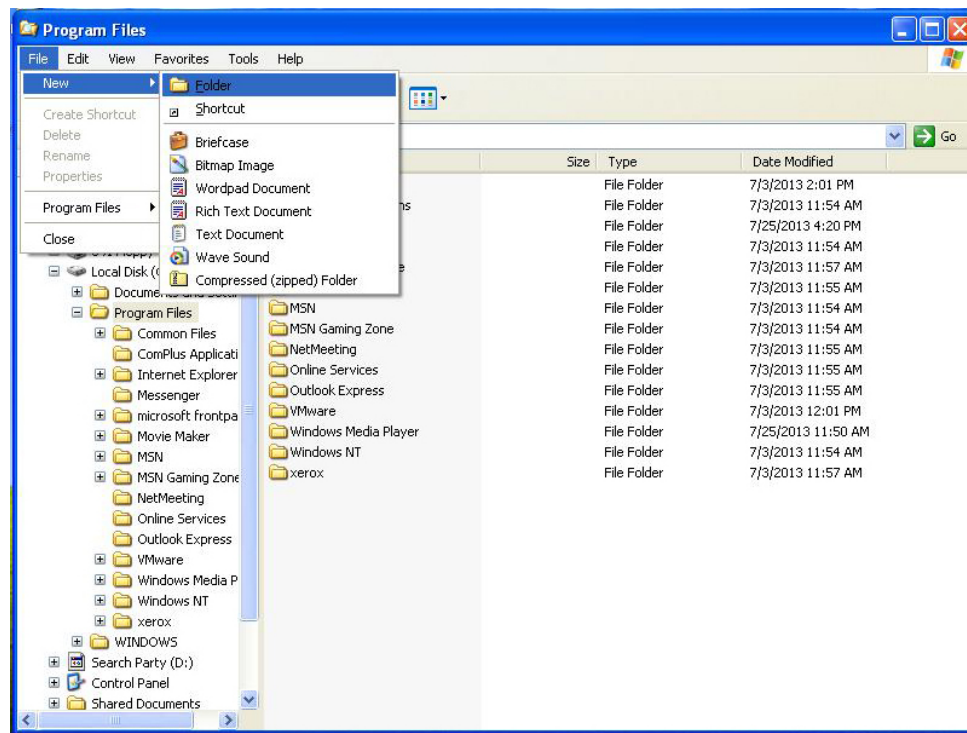 Program Files
File Edit View Favorites Tools Help
New
Create Shortcut
Delete
Rename
Properties
Program Files
Close
Folder
Shortcut
Briefcase
Bitmap Image
Wordpad Document
Rich Text Document
Text Document
Wave Sound
Compressed (zipped) Folder
Go
Size Type Date Modified
File Folder 7/3/2013 2:01 PM
File Folder 7/3/2013 11:54 AM
File Folder 7/25/2013 4:20 PM
File Folder 7/3/2013 11:54 AM
File Folder 7/3/2013 11:57 AM
File Folder 7/3/2013 11:55 AM
MSN File Folder 7/3/2013 11:54 AM
MSN Gaming Zone File Folder 7/3/2013 11:54 AM
NetMeeting File Folder 7/3/2013 11:55 AM
Online Services File Folder 7/3/2013 11:55 AM
Outlook Express File Folder 7/3/2013 11:55 AM
VMware File Folder 7/3/2013 12:01 PM
Windows Media Player File Folder 7/25/2013 11:50 AM
Windows NT File Folder 7/3/2013 11:54 AM
xerox File Folder 7/3/2013 11:57 AM
Local Disk (
Program Files
Common Files
ComPlus Applicati
Internet Explorer
Messenger
microsoft frontpa
Movie Maker
MSN
MSN Gaming Zone
NetMeeting
Online Services
Outlook Express
VMware
Windows Media P
Windows NT
xerox
WINDOWS
Search Party (D:)
Control Panel
Shared Documents